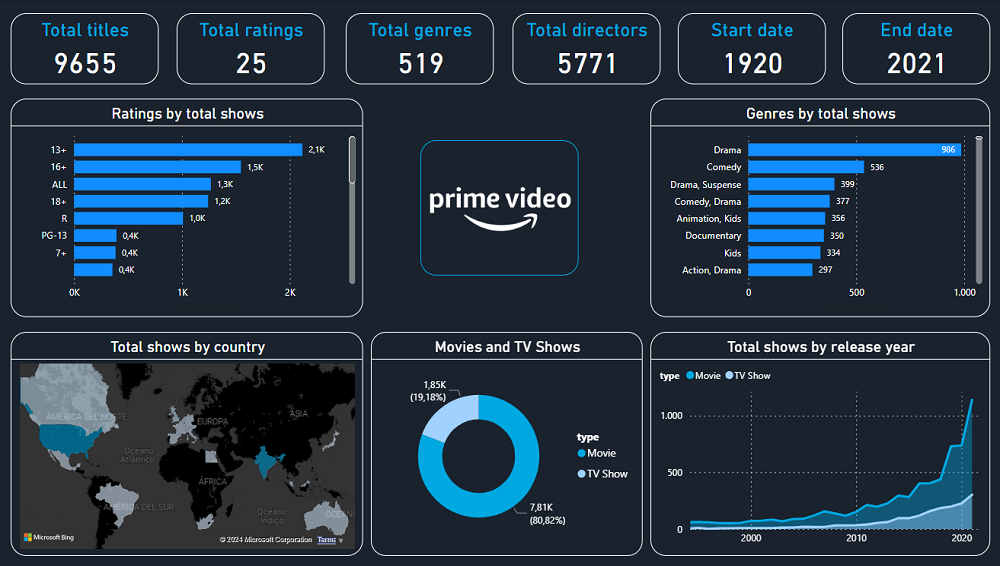 Total titles
9655
Total ratings
25
Total genres
519
Total directors
5771
Start date
1920
End date
2021
Ratings by total shows
13+
2,1K
16+
1,5K
ALL
1,3K
18+
1,2K
R
1,0K
PG-13
0,4K
7+
0,4K
0,4K
0K
1K
2K
prime video
Genres by total shows
Drama
986
Comedy
536
Drama, Suspense
399
Comedy, Drama
377
Animation, Kids
356
Documentary
350
Kids
334
Action, Drama
297
0
500
1.000
Total shows by country
AMÉRICA DEL NORTE
EUROPA
ASIA
Océano
Atlántico
ÁFRICA
AMÉRICA DEL SUR
Océano
Índico
OCEANÍ
Microsoft Bing
© 2024 Microsoft Corporation
Terms
Movies and TV Shows
1,85K
(19,18%)
type
Movie
TV Show
7,81K
(80,82%)
Total shows by release year
type
Movie
TV Show
1.000
500
0
2000
2010
2020